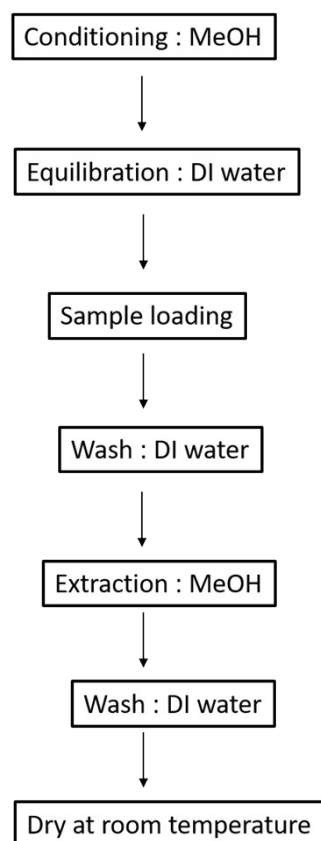 Conditioning : MeOH
Equilibration : DI water
Sample loading
Wash : DI water
Extraction : MeOH
Wash : DI water
Dry at room temperature